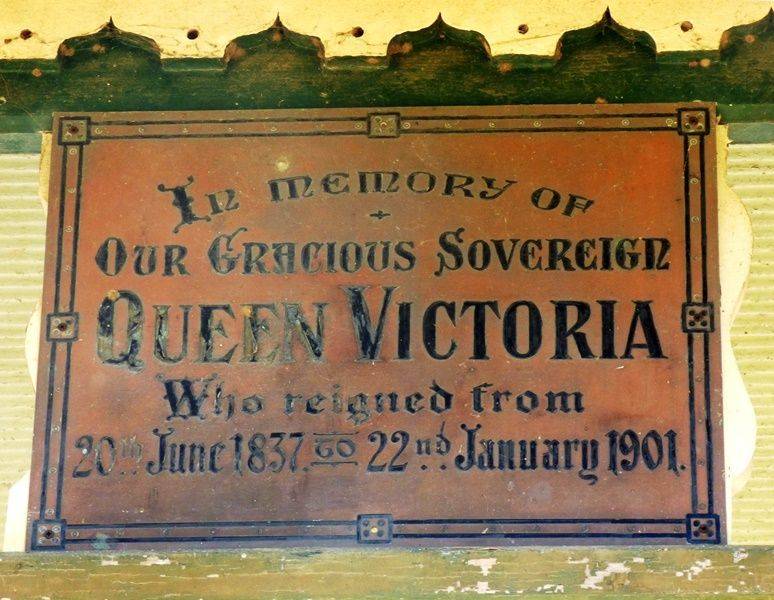 In memory of
Our Gracious Sovereign
Queen Victoria
Who reigned from
20th June 1837. to 22nd January 1901.